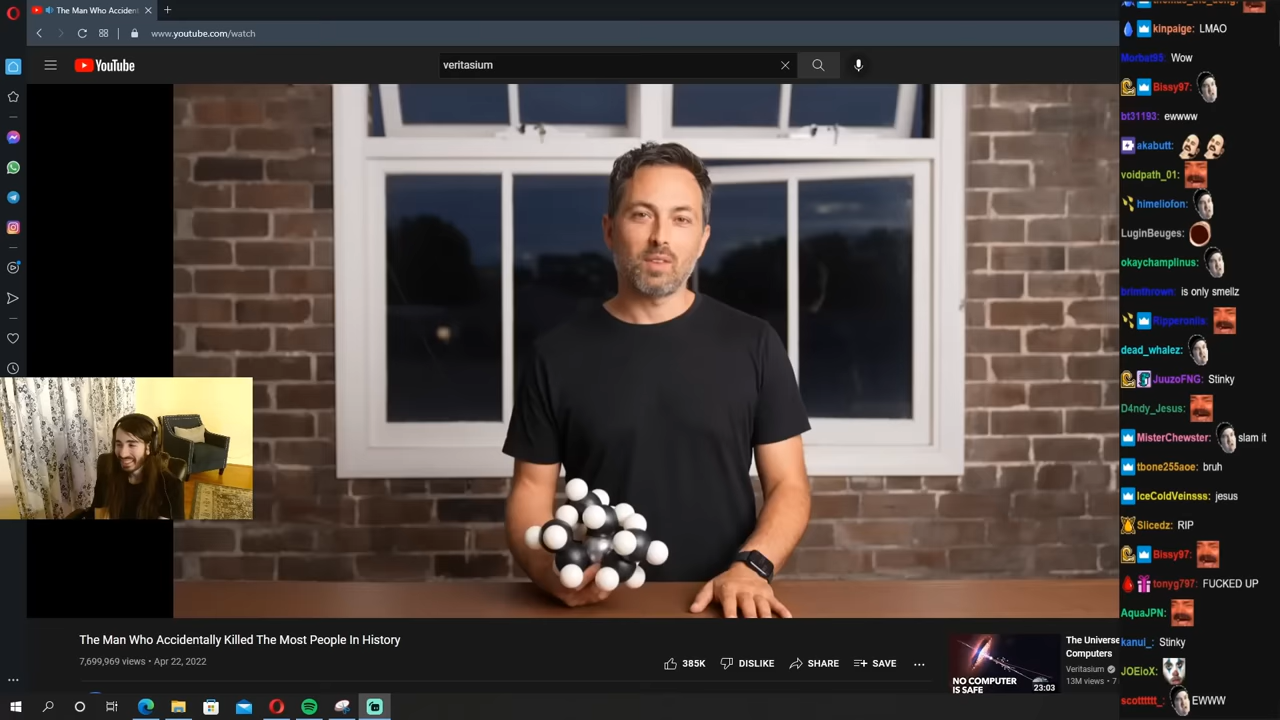 The Man Who Accident
www.youtube.com/watch
YouTube
veritasium
The Man Who Accidentally Killed The Most People In History
7,699,969 views • Apr 22, 2022
385K
DISLIKE
SHARE
SAVE
NO COMPUTER
IS SAFE
23:03
The Universe
Computers
Veritasium
13M views • 7
kinpaige: LMAO
Morbat95: Wow
Bissy97:
bt31193: ewwww
akabutt:
voidpath_01:
himeliofon:
LuginBeuges:
okaychamplinus:
brimthrown: is only smellz
Ripperonlis:
dead_whalez:
JuuzoFNG: Stinky
D4ndy_Jesus:
MisterChewster: slam it
tbone255aoe: bruh
IceColdVeinsss: jesus
Slicedz: RIP
Bissy97:
tonyg797: FUCKED UP
AquaJPN:
kanui_: Stinky
JOEioX:
scotttttt_: EWWW